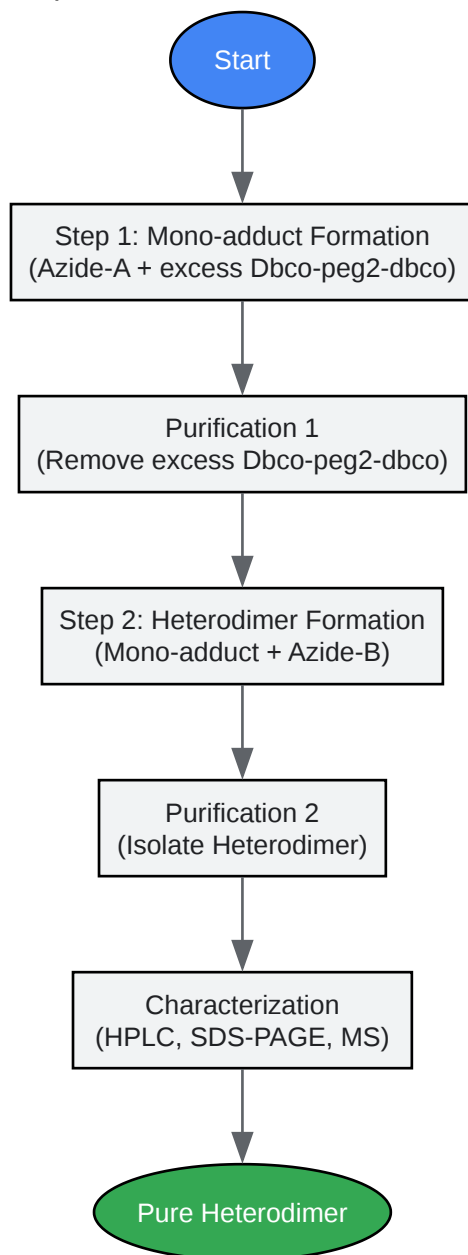 Start
Step 1: Mono-adduct Formation
(Azide-A + excess Dbco-peg2-dbco)
Purification 1
(Remove excess Dbco-peg2-dbco)
Step 2: Heterodimer Formation
(Mono-adduct + Azide-B)
Purification 2
(Isolate Heterodimer)
Characterization
(HPLC, SDS-PAGE, MS)
Pure Heterodimer